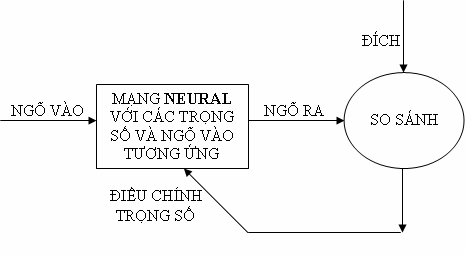 ĐÍCH
NGÕ VÀO
MẠNG NEURAL
VỚI CÁC TRỌNG
SỐ VÀ NGÕ VÀO
TƯƠNG ỨNG
NGÕ RA
SO SÁNH
ĐIỀU CHỈNH
TRỌNG SỐ